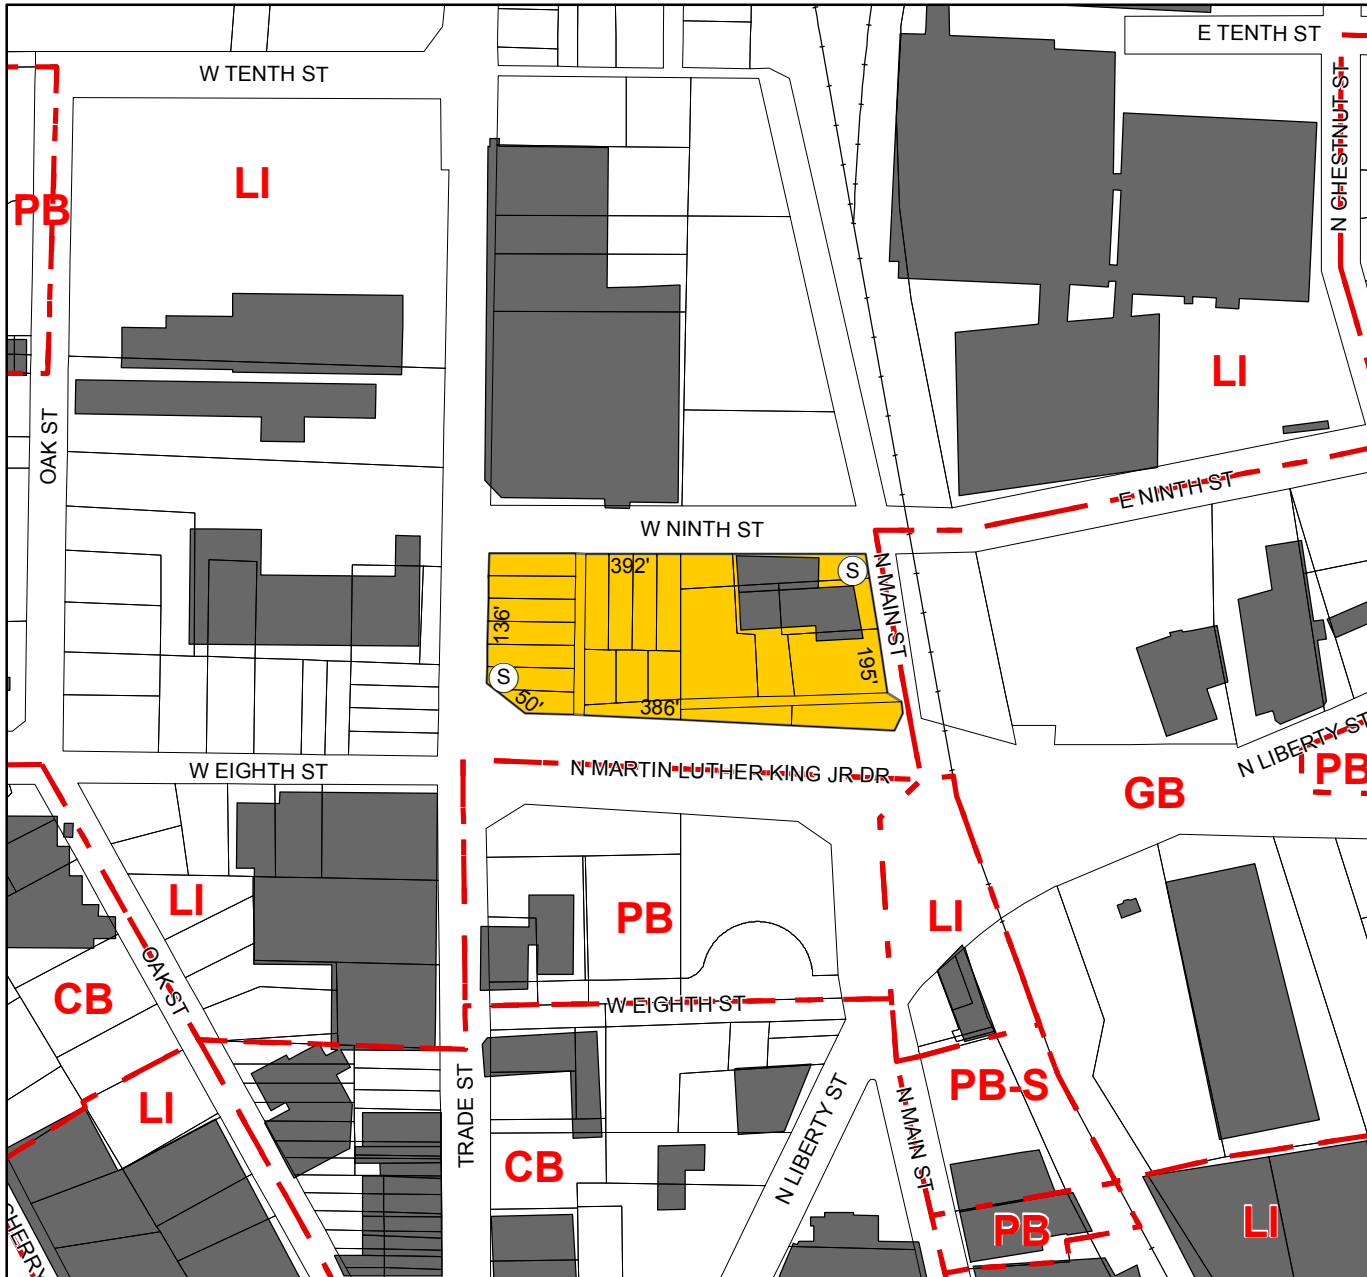 E TENTH ST
W TENTH ST
N CHESTNUT ST
LI
PB
LI
OAK ST
E NINTH ST
W NINTH ST
392'
S
N MAIN ST
136'
195'
S
50'
386'
N LIBERTY ST
W EIGHTH ST
N MARTIN LUTHER KING JR DR
PB
GB
LI
PB
LI
OAK ST
CB
W EIGHTH ST
PB-S
LI
TRADE ST
N LIBERTY ST
N MAIN ST
CB
PB
LI
CHERRY